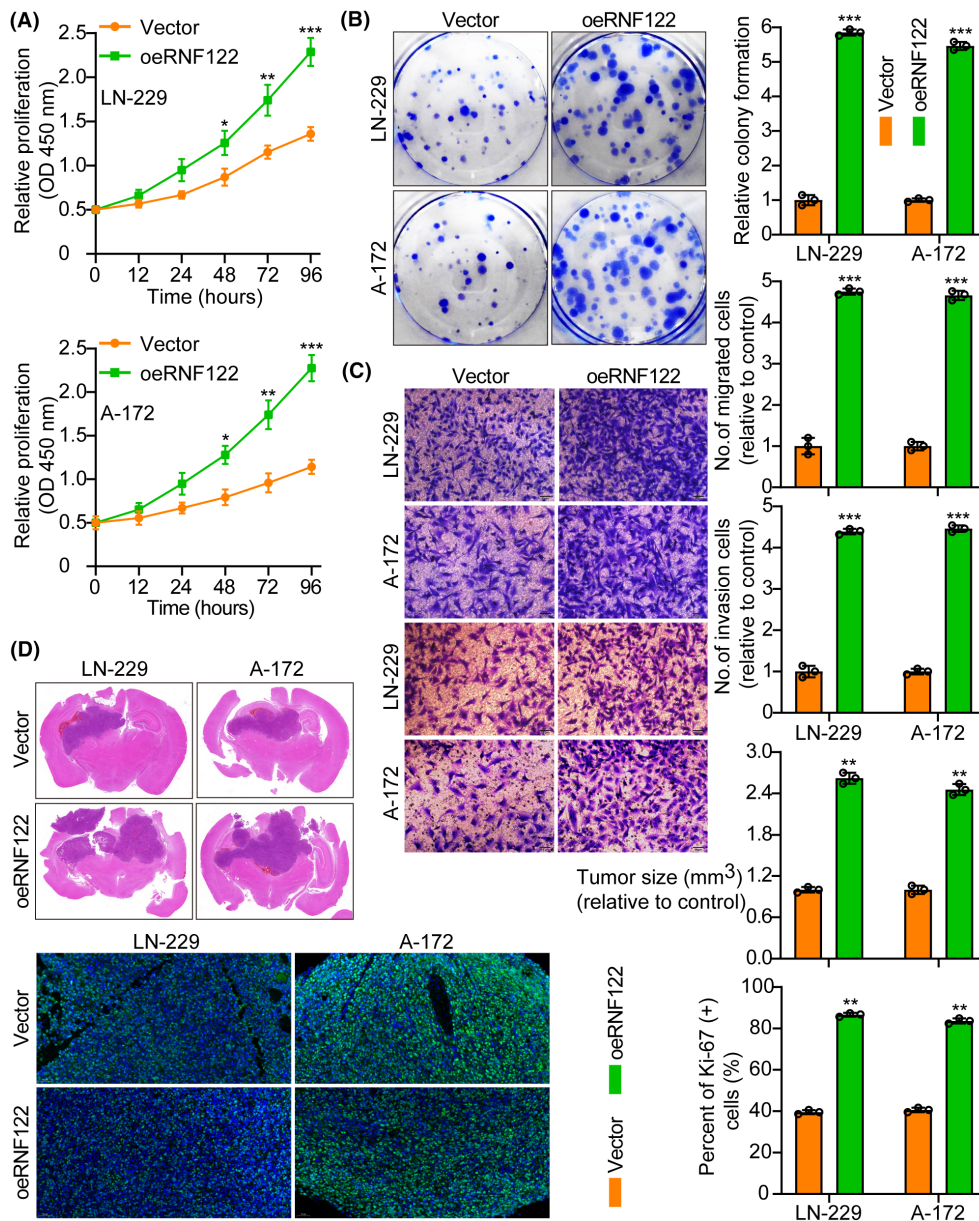 (A)
Vector
oeRNF122
LN-229
Relative proliferation
(OD 450 nm)
2.5
2.0
1.5
1.0
0.5
0
0 12 24 48 72 96
Time (hours)
*
**
***
Vector
oeRNF122
A-172
Relative proliferation
(OD 450 nm)
2.5
2.0
1.5
1.0
0.5
0
0 12 24 48 72 96
Time (hours)
*
**
***
(B)
Vector oeRNF122
LN-229
A-172
Relative colony formation
6
5
4
3
6
2
1
0
Vector
oeRNF122
*** ***
LN-229 A-172
(C)
Vector oeRNF122
LN-229
A-172
LN-229
A-172
No.of migrated cells
(relative to control)
5
4
3
2
1
0
*** ***
LN-229 A-172
No.of invasion cells
(relative to control)
5
4
4
2
1
0
*** ***
LN-229 A-172
Tumor size (mm3)
(relative to control)
3.0
2.4
1.8
1.2
0.6
0.0
** **
LN-229 A-172
(D)
LN-229 A-172
Vector
oeRNF122
LN-229 A-172
Vector
oeRNF122
Vector
oeRNF122
Percent of Ki-67 (+)
cells (%)
100
80
60
40
20
0
** **
LN-229 A-172